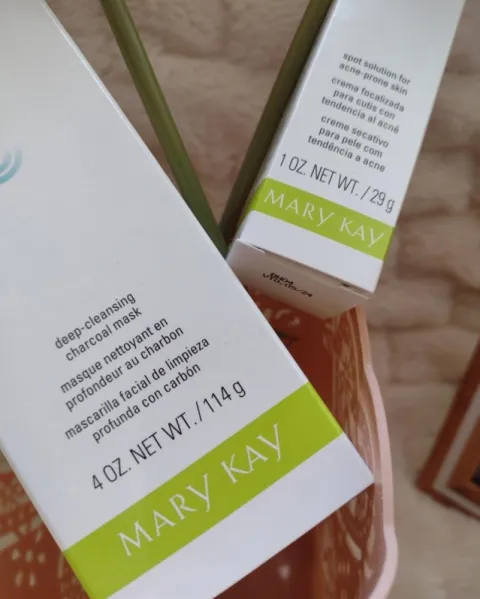 spot solution for
acne-prone skin
crema focalizada
para cutis con
tendencia al acné
creme secativo
para pele com
tendência a acne
1 OZ. NET WT. / 29 g
MARY KAY
deep-cleansing
charcoal mask
masque nettoyant en
profondeur au charbon
mascarilla facial de limpieza
profunda con carbón
4 OZ. NET WT. / 114 g
MARY KAY